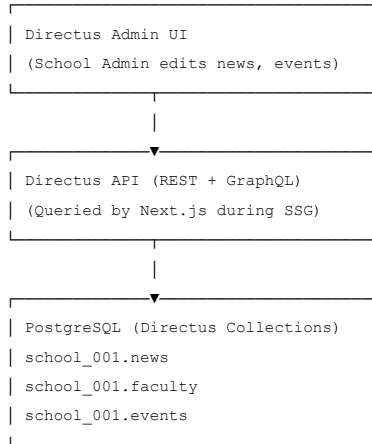 Directus Admin UI
(School Admin edits news, events)
Directus API (REST + GraphQL)
(Queried by Next.js during SSG)
PostgreSQL (Directus Collections)
school_001.news
school_001.faculty
school_001.events